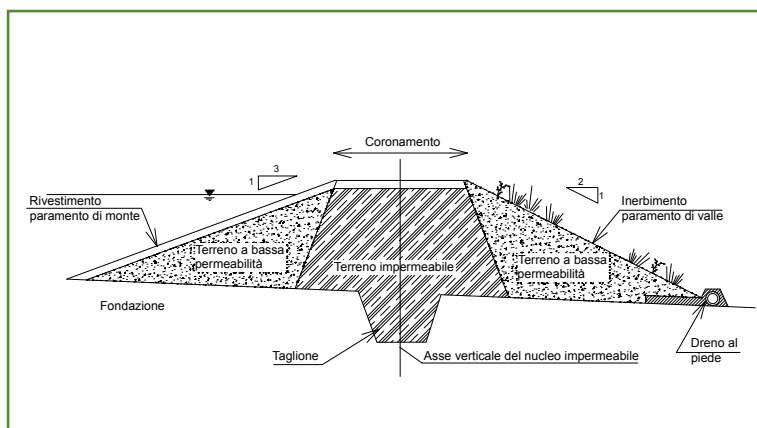 Coronamento
3
1
2
1
Rivestimento
paramento di monte
Inerbimento
paramento di valle
Terreno a bassa
permeabilità
Terreno impermeabile
Terreno a bassa
permeabilità
Fondazione
Taglione
Asse verticale del nucleo impermeabile
Dreno al
piede